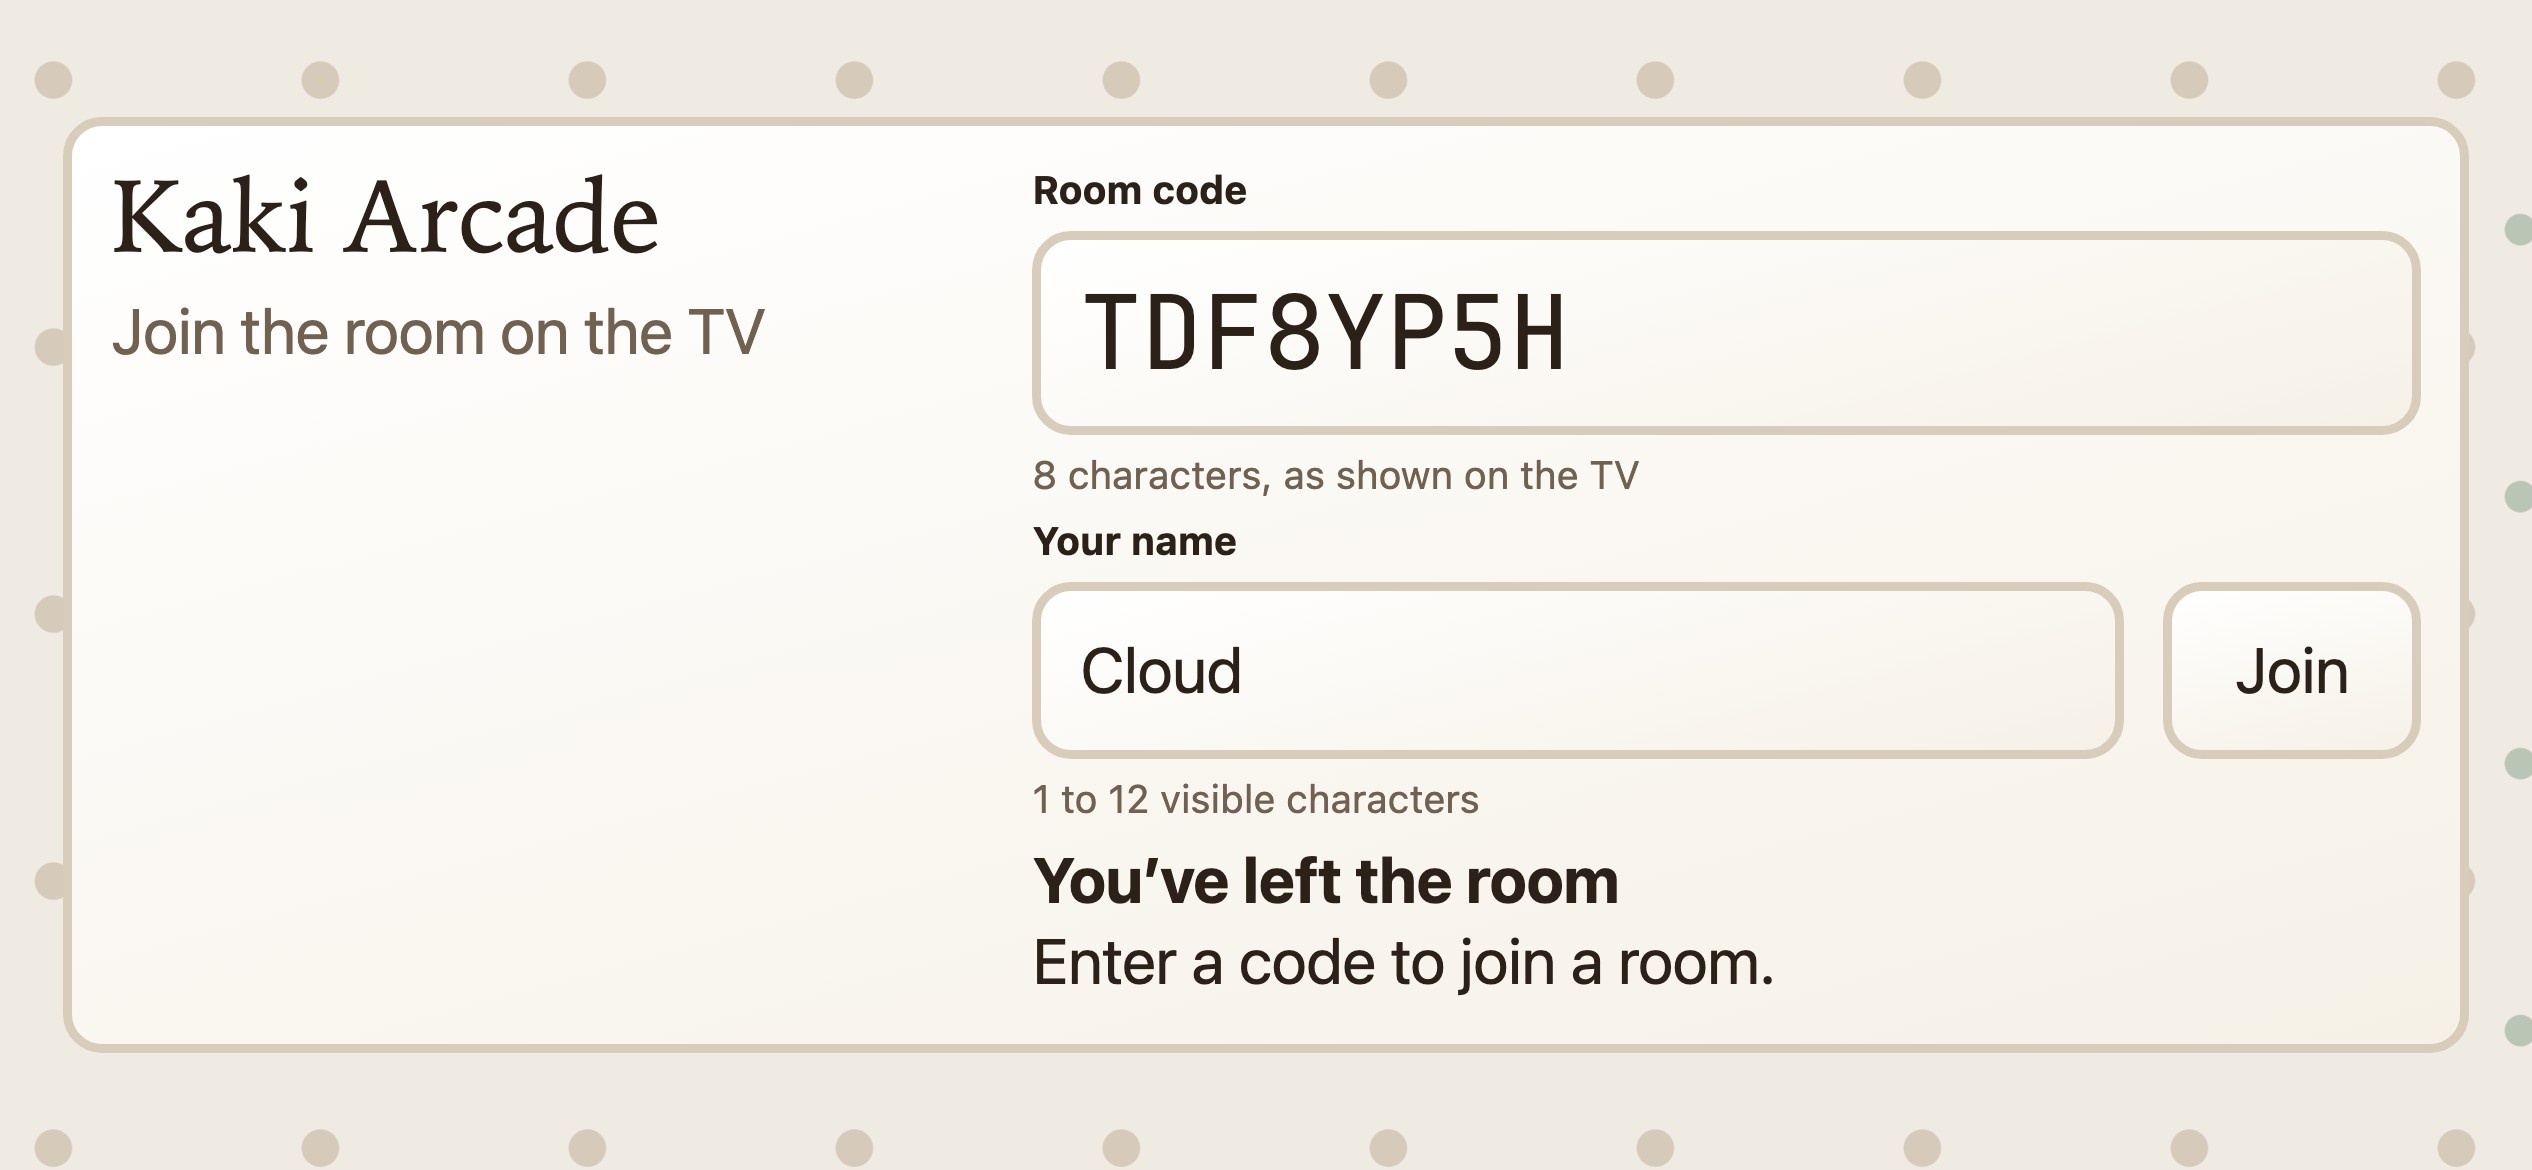 Kaki Arcade
Join the room on the TV
Room code
TDF8YP5H
8 characters, as shown on the TV
Your name
Cloud
Join
1 to 12 visible characters
You’ve left the room
Enter a code to join a room.